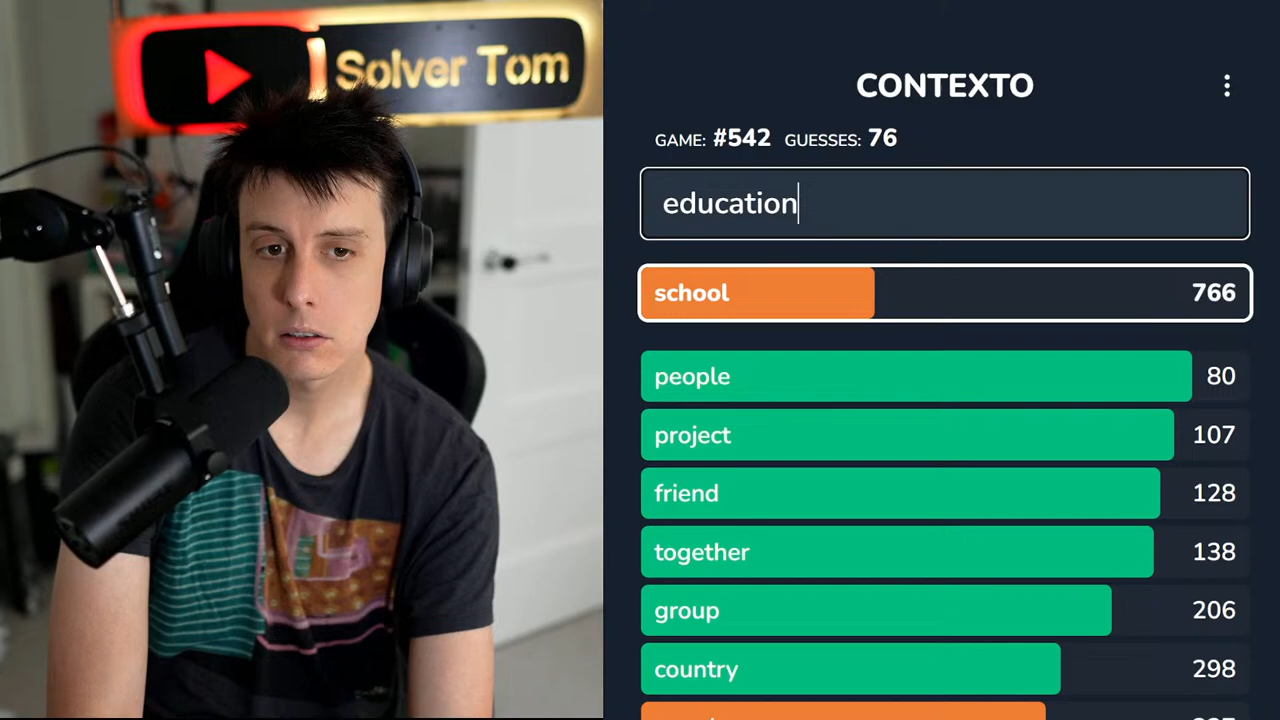 Solver Tom
CONTEXTO
GAME: #542 GUESSES: 76
education
school 766
people 80
project 107
friend 128
together 138
group 206
country 298